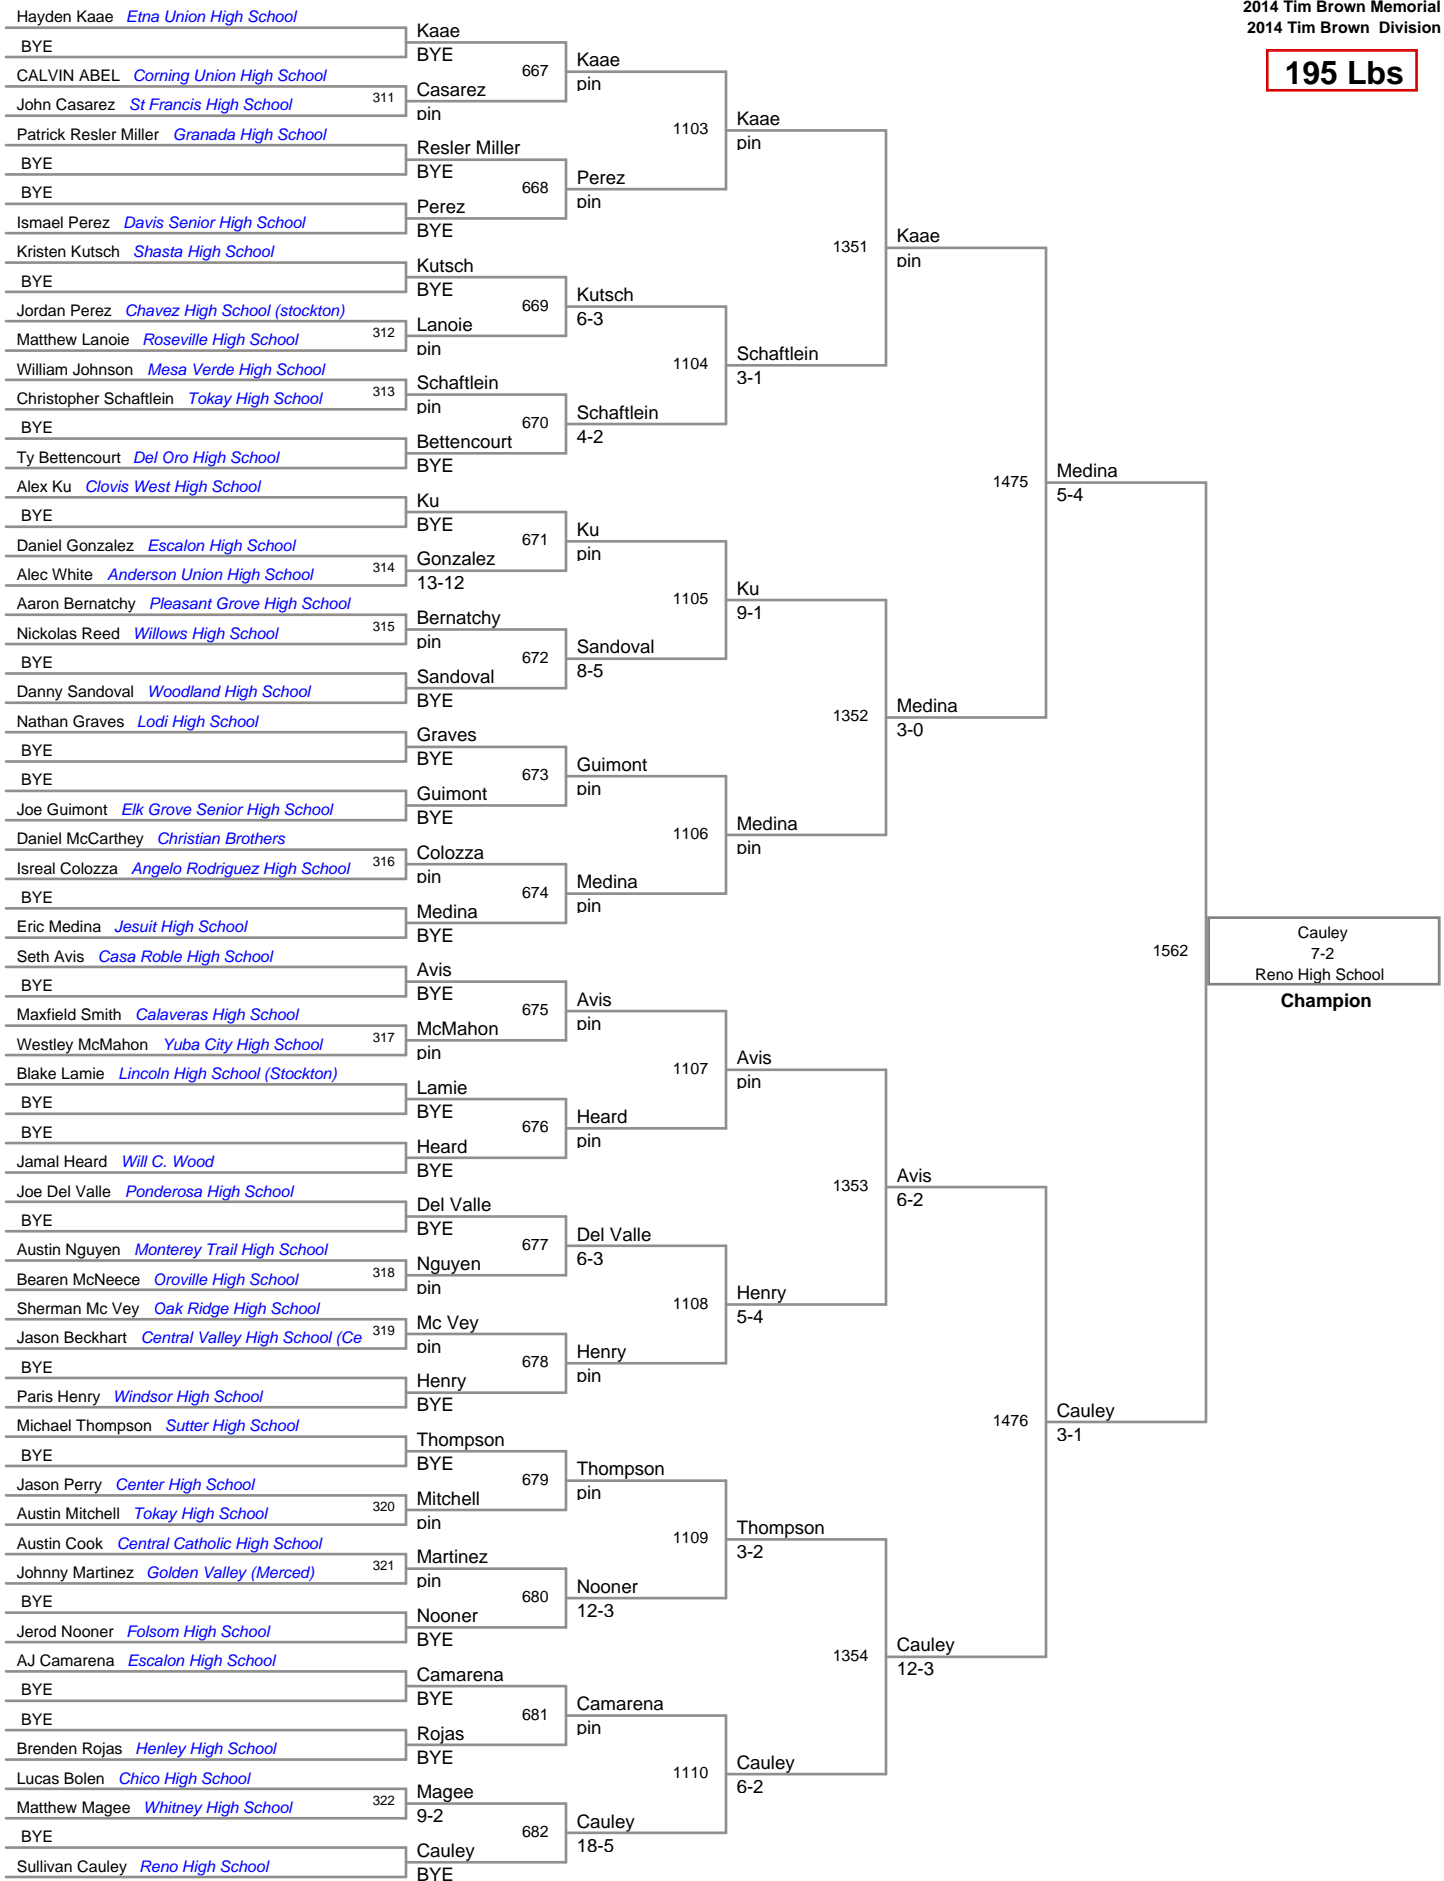 2014 Tim Brown Memorial
2014 Tim Brown Division
195 Lbs
Hayden Kaae Etna Union High School
BYE
CALVIN ABEL Corning Union High School
John Casarez St Francis High School
Patrick Resler Miller Granada High School
BYE
BYE
Ismael Perez Davis Senior High School
Kristen Kutsch Shasta High School
BYE
Jordan Perez Chavez High School (stockton)
Matthew Lanoie Roseville High School
William Johnson Mesa Verde High School
Christopher Schaftlein Tokay High School
BYE
Ty Bettencourt Del Oro High School
Alex Ku Clovis West High School
BYE
Daniel Gonzalez Escalon High School
Alec White Anderson Union High School
Aaron Bernatchy Pleasant Grove High School
Nickolas Reed Willows High School
BYE
Danny Sandoval Woodland High School
Nathan Graves Lodi High School
BYE
BYE
Joe Guimont Elk Grove Senior High School
Daniel McCarthey Christian Brothers
Isreal Colozza Angelo Rodriguez High School
BYE
Eric Medina Jesuit High School
Seth Avis Casa Roble High School
BYE
Maxfield Smith Calaveras High School
Westley McMahon Yuba City High School
Blake Lamie Lincoln High School (Stockton)
BYE
BYE
Jamal Heard Will C. Wood
Joe Del Valle Ponderosa High School
BYE
Austin Nguyen Monterey Trail High School
Bearen McNeece Oroville High School
Sherman Mc Vey Oak Ridge High School
Jason Beckhart Central Valley High School (Ce
BYE
Paris Henry Windsor High School
Michael Thompson Sutter High School
BYE
Jason Perry Center High School
Austin Mitchell Tokay High School
Austin Cook Central Catholic High School
Johnny Martinez Golden Valley (Merced)
BYE
Jerod Nooner Folsom High School
AJ Camarena Escalon High School
BYE
BYE
Brenden Rojas Henley High School
Lucas Bolen Chico High School
Matthew Magee Whitney High School
BYE
Sullivan Cauley Reno High School
311
312
313
314
315
316
317
318
319
320
321
322
Kaae
BYE
Casarez
pin
Resler Miller
BYE
Perez
BYE
Kutsch
BYE
Lanoie
pin
Schaftlein
pin
Bettencourt
BYE
Ku
BYE
Gonzalez
13-12
Bernatchy
pin
Sandoval
BYE
Graves
BYE
Guimont
BYE
Colozza
pin
Medina
BYE
Avis
BYE
McMahon
pin
Lamie
BYE
Heard
BYE
Del Valle
BYE
Nguyen
pin
Mc Vey
pin
Henry
BYE
Thompson
BYE
Mitchell
pin
Martinez
pin
Nooner
BYE
Camarena
BYE
Rojas
BYE
Magee
9-2
Cauley
BYE
667
668
669
670
671
672
673
674
675
676
677
678
679
680
681
682
Kaae
pin
Perez
pin
Kutsch
6-3
Schaftlein
4-2
Ku
pin
Sandoval
8-5
Guimont
pin
Medina
pin
Avis
pin
Heard
pin
Del Valle
6-3
Henry
pin
Thompson
pin
Nooner
12-3
Camarena
pin
Cauley
18-5
1103
1104
1105
1106
1107
1108
1109
1110
Kaae
pin
Schaftlein
3-1
Ku
9-1
Medina
pin
Avis
pin
Henry
5-4
Thompson
3-2
Cauley
6-2
1351
1352
1353
1354
Kaae
pin
Medina
3-0
Avis
6-2
Cauley
12-3
1475
1476
Medina
5-4
Cauley
3-1
1562
Cauley
7-2
Reno High School
Champion